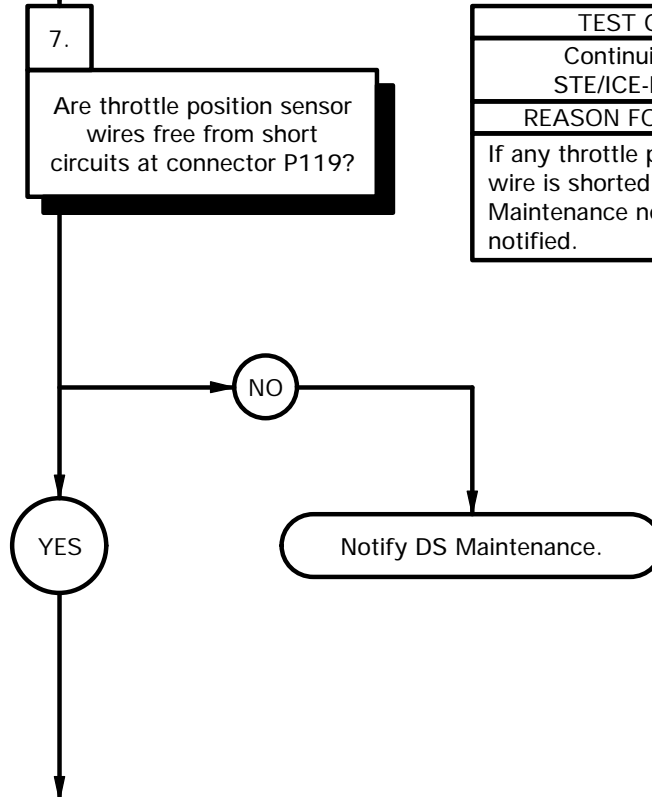 7.
Are throttle position sensor
wires free from short
circuits at connector P119?
TEST
Continui
STE/ICE-
REASON FO
If any throttle p
wire is shorted
Maintenance
notified.
NO
YES
Notify DS Maintenance.